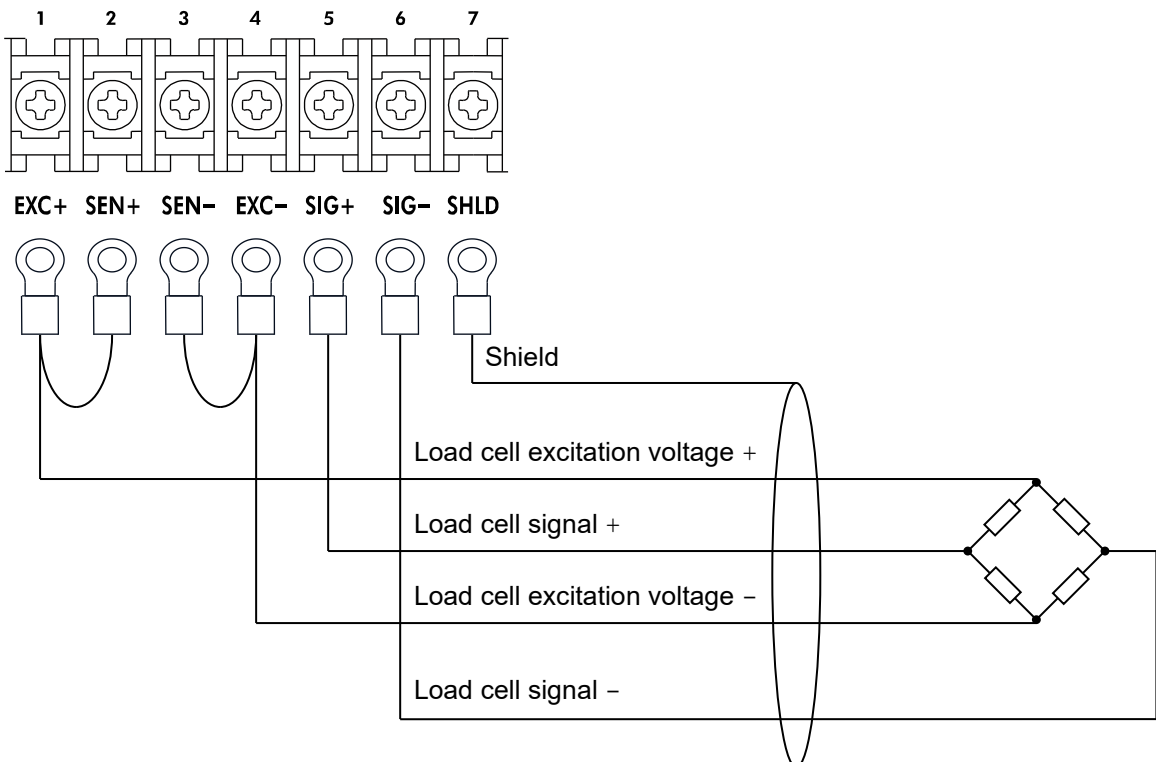 1 2 3 4 5 6 7
EXC+ SEN+ SEN− EXC− SIG+ SIG− SHLD
Shield
Load cell excitation voltage +
Load cell signal +
Load cell excitation voltage −
Load cell signal −